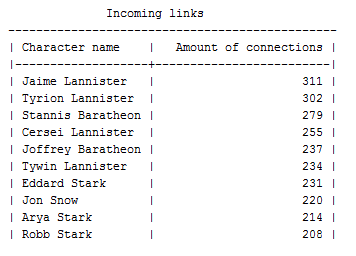 Incoming links
-----------------------------------------------
| Character name    |   Amount of connections |
|-------------------+-------------------------|
| Jaime Lannister   |                     311 |
| Tyrion Lannister  |                     302 |
| Stannis Baratheon |                     279 |
| Cersei Lannister  |                     255 |
| Joffrey Baratheon |                     237 |
| Tywin Lannister   |                     234 |
| Eddard Stark      |                     231 |
| Jon Snow          |                     220 |
| Arya Stark        |                     214 |
| Robb Stark        |                     208 |